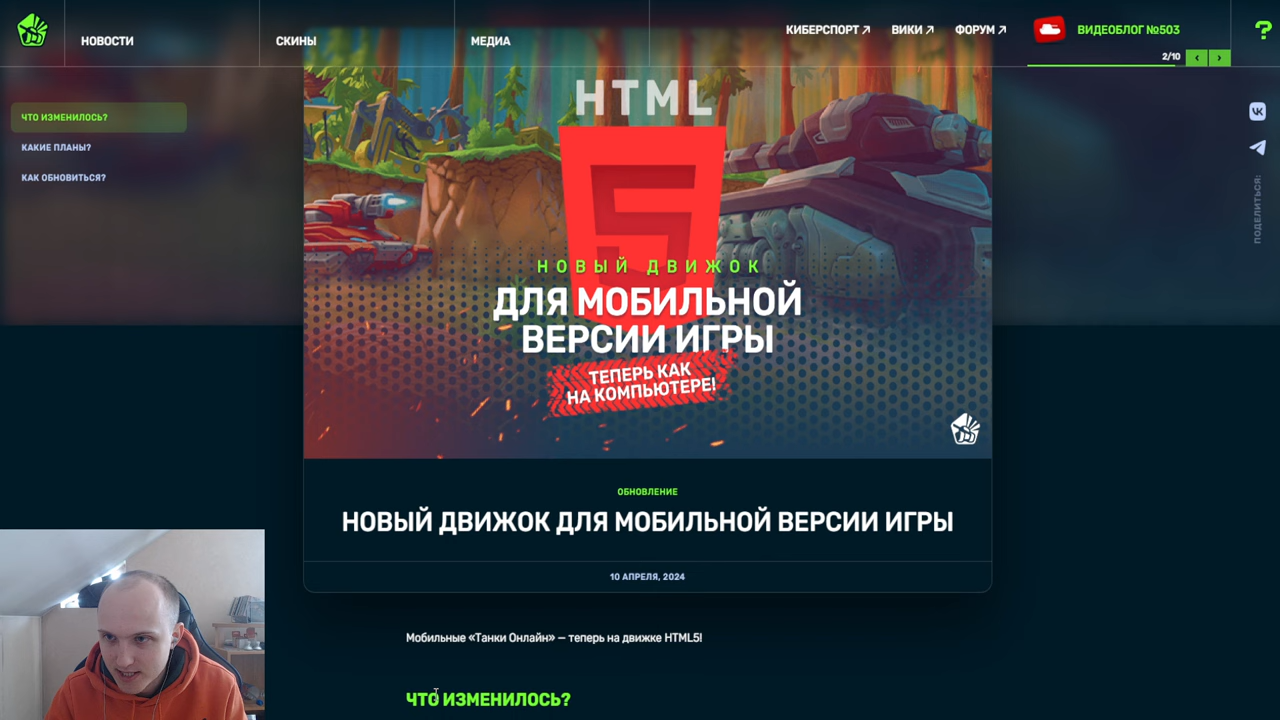 НОВОСТИ
СКИНЫ
МЕДИА
КИБЕРСПОРТ ↗
ВИКИ ↗
ФОРУМ ↗
ВИДЕОБЛОГ №503
?
2/10
‹ ›
ЧТО ИЗМЕНИЛОСЬ?
КАКИЕ ПЛАНЫ?
КАК ОБНОВИТЬСЯ?
ПОДЕЛИТЬСЯ:
HTML
5
НОВЫЙ ДВИЖОК
ДЛЯ МОБИЛЬНОЙ
ВЕРСИИ ИГРЫ
ТЕПЕРЬ КАК
НА КОМПЬЮТЕРЕ!
ОБНОВЛЕНИЕ
НОВЫЙ ДВИЖОК ДЛЯ МОБИЛЬНОЙ ВЕРСИИ ИГРЫ
10 АПРЕЛЯ, 2024
Мобильные «Танки Онлайн» — теперь на движке HTML5!
ЧТО ИЗМЕНИЛОСЬ?